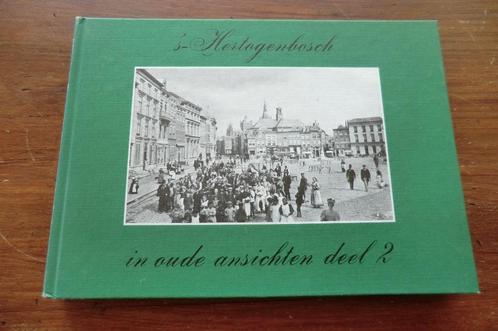 's-Hertogenbosch
in oude ansichten deel 2